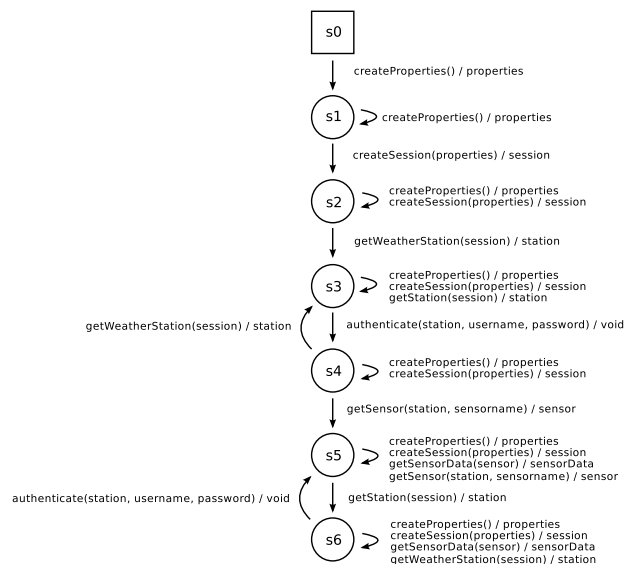 s0
createProperties() / properties
s1
createProperties() / properties
createSession(properties) / session
s2
createProperties() / properties
createSession(properties) / session
getWeatherStation(session) / station
s3
createProperties() / properties
createSession(properties) / session
getStation(session) / station
getWeatherStation(session) / station
authenticate(station, username, password) / void
s4
createProperties() / properties
createSession(properties) / session
getSensor(station, sensorname) / sensor
s5
createProperties() / properties
createSession(properties) / session
getSensorData(sensor) / sensorData
getSensor(station, sensorname) / sensor
authenticate(station, username, password) / void
getStation(session) / station
s6
createProperties() / properties
createSession(properties) / session
getSensorData(sensor) / sensorData
getWeatherStation(session) / station